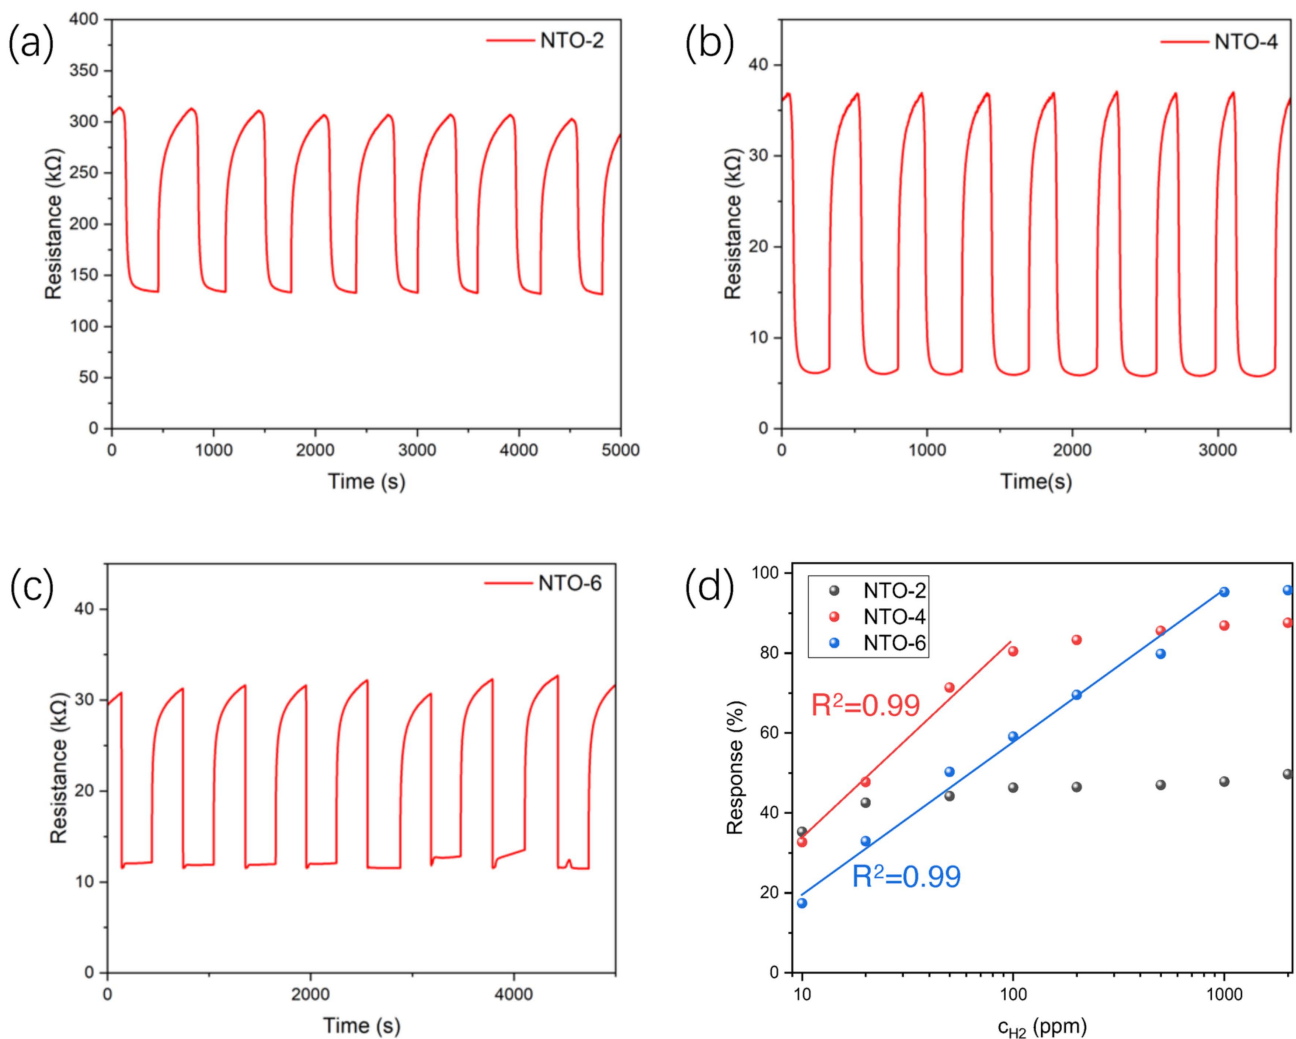 (a)
NTO-2
Resistance (kΩ)
400
350
300
250
200
150
100
50
0
0 1000 2000 3000 4000 5000
Time (s)
(b)
NTO-4
Resistance (kΩ)
40
30
20
10
0
0 1000 2000 3000
Time(s)
(c)
NTO-6
Resistance (kΩ)
40
30
20
10
0
0 2000 4000
Time (s)
(d)
NTO-2
NTO-4
NTO-6
R²=0.99
R²=0.99
Response (%)
100
80
60
40
20
0
10 100 1000
c_H2 (ppm)